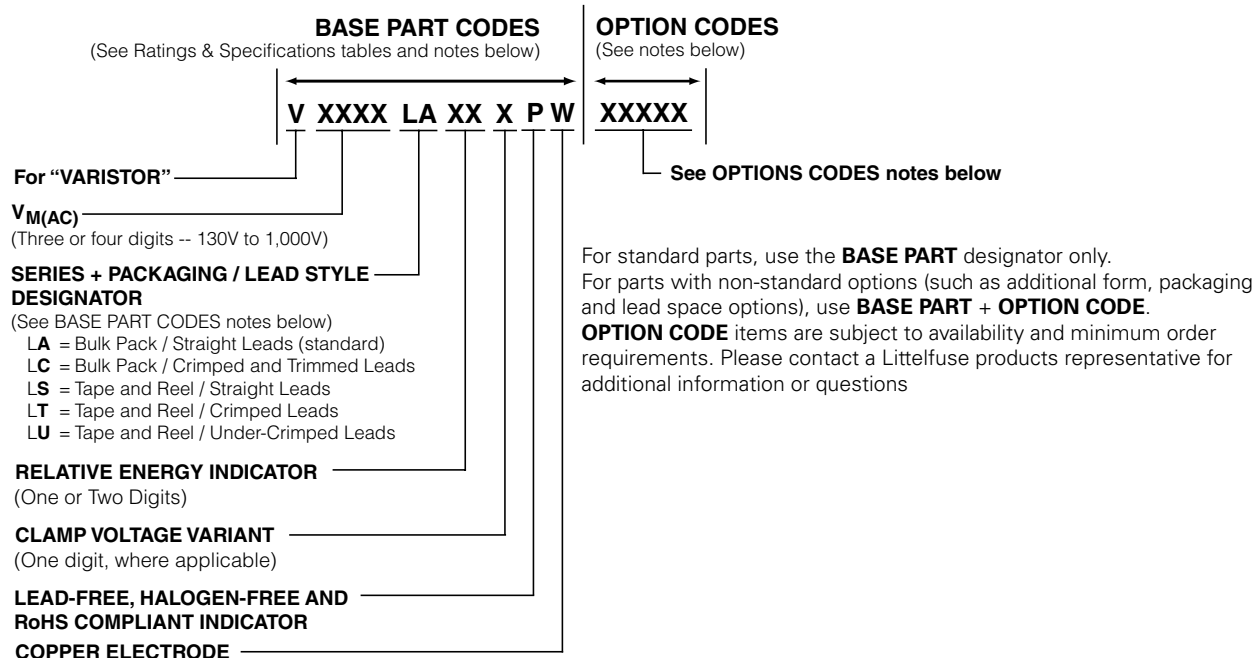 BASE PART CODES
(See Ratings & Specifications tables and notes below)
OPTION CODES
(See notes below)
V XXXX LA XX X P W XXXXX
For “VARISTOR”
See OPTIONS CODES notes below
VM(AC)
(Three or four digits -- 130V to 1,000V)
SERIES + PACKAGING / LEAD STYLE
DESIGNATOR
(See BASE PART CODES notes below)
LA = Bulk Pack / Straight Leads (standard)
LC = Bulk Pack / Crimped and Trimmed Leads
LS = Tape and Reel / Straight Leads
LT = Tape and Reel / Crimped Leads
LU = Tape and Reel / Under-Crimped Leads
RELATIVE ENERGY INDICATOR
(One or Two Digits)
CLAMP VOLTAGE VARIANT
(One digit, where applicable)
LEAD-FREE, HALOGEN-FREE AND
RoHS COMPLIANT INDICATOR
COPPER ELECTRODE
For standard parts, use the BASE PART designator only.
For parts with non-standard options (such as additional form, packaging
and lead space options), use BASE PART + OPTION CODE.
OPTION CODE items are subject to availability and minimum order
requirements. Please contact a Littelfuse products representative for
additional information or questions